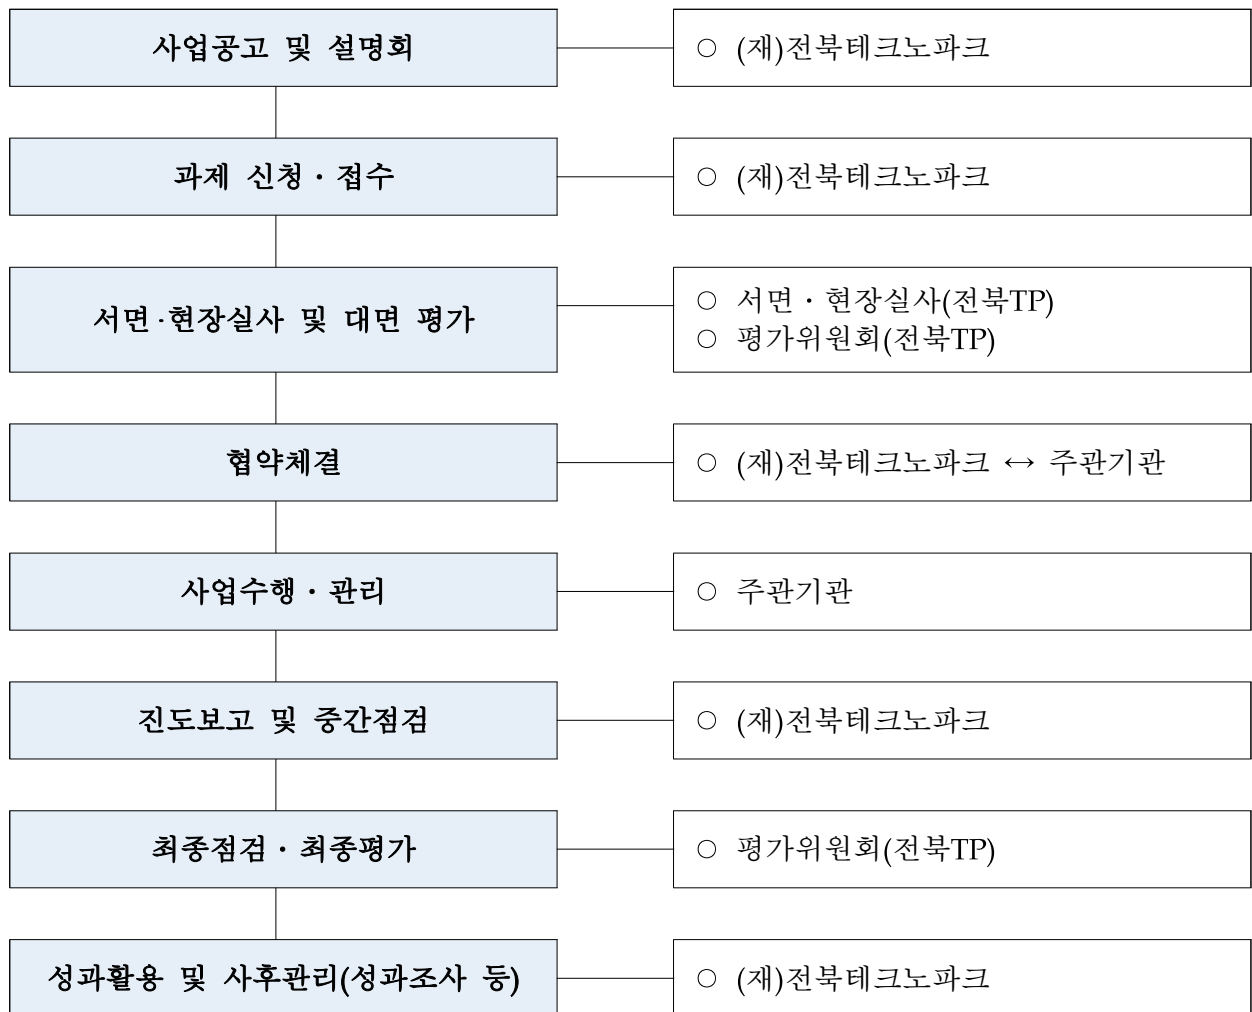 사업공고 및 설명회
○ (재)전북테크노파크
과제 신청・접수
○ (재)전북테크노파크
서면·현장실사 및 대면 평가
○ 서면・현장실사(전북TP)
○ 평가위원회(전북TP)
협약체결
○ (재)전북테크노파크 ↔ 주관기관
사업수행・관리
○ 주관기관
진도보고 및 중간점검
○ (재)전북테크노파크
최종점검・최종평가
○ 평가위원회(전북TP)
성과활용 및 사후관리(성과조사 등)
○ (재)전북테크노파크